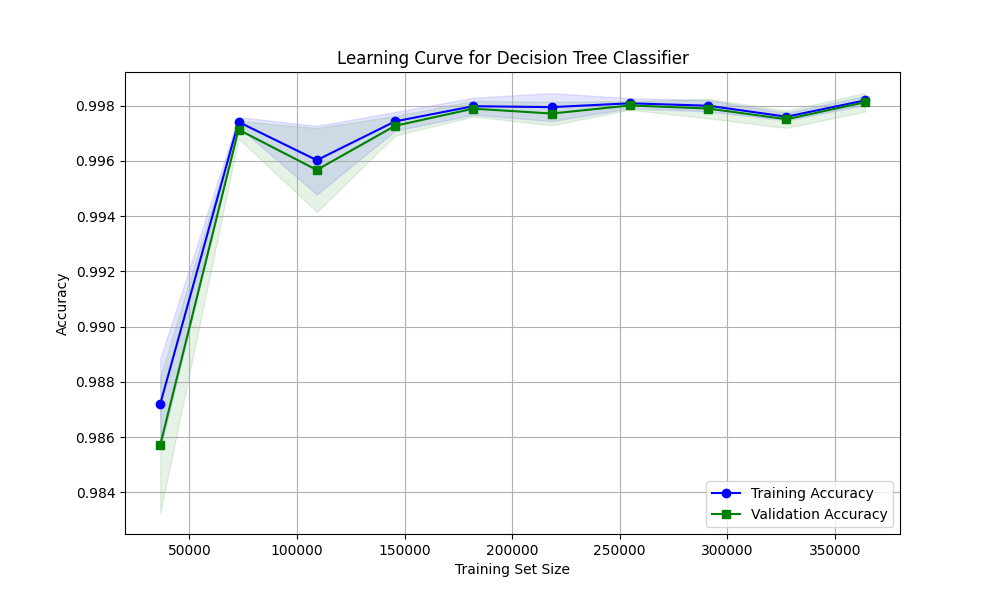 Learning Curve for Decision Tree Classifier
0.998
0.996
0.994
0.992
0.990
0.988
0.986
0.984
Accuracy
Training Accuracy
Validation Accuracy
50000 100000 150000 200000 250000 300000 350000
Training Set Size